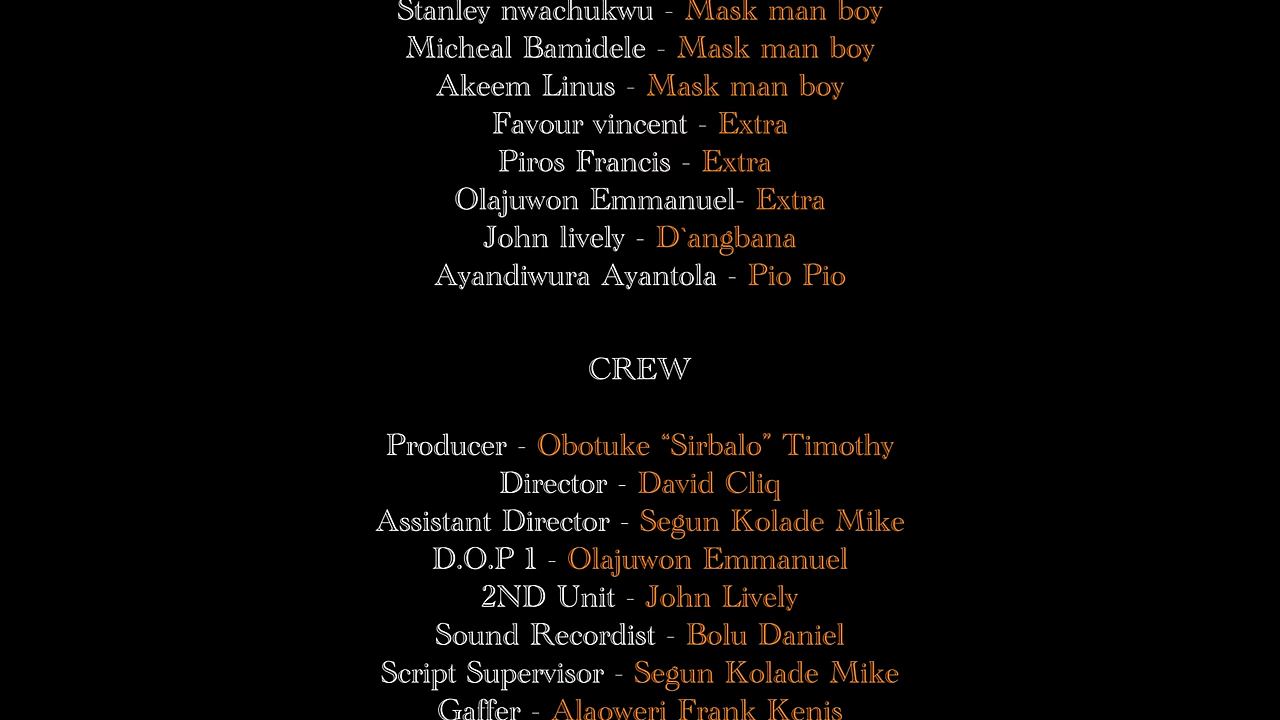 Stanley nwachukwu - Mask man boy
Micheal Bamidele - Mask man boy
Akeem Linus - Mask man boy
Favour vincent - Extra
Piros Francis - Extra
Olajuwon Emmanuel- Extra
John lively - D`angbana
Ayandiwura Ayantola - Pio Pio
CREW
Producer - Obotuke “Sirbalo” Timothy
Director - David Cliq
Assistant Director - Segun Kolade Mike
D.O.P 1 - Olajuwon Emmanuel
2ND Unit - John Lively
Sound Recordist - Bolu Daniel
Script Supervisor - Segun Kolade Mike
Gaffer - Alaoweri Frank Kenis